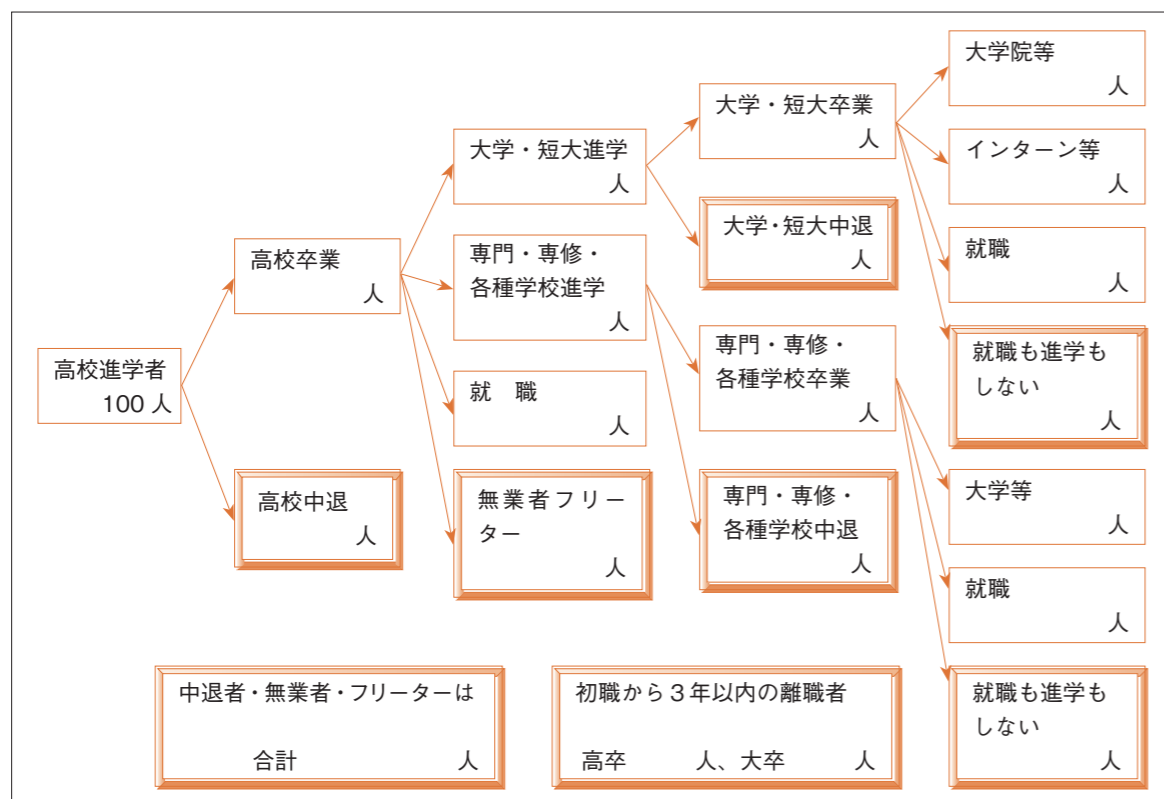 高校進学者
100 人
高校卒業
人
高校中退
人
大学・短大進学
人
専門・専修・
各種学校進学
人
就　職
人
無業者フリー
ター
人
大学・短大卒業
人
大学・短大中退
人
専門・専修・
各種学校卒業
人
専門・専修・
各種学校中退
人
大学院等
人
インターン等
人
就職
人
就職も進学も
しない
人
大学等
人
就職
人
就職も進学も
しない
人
中退者・無業者・フリーターは
合計　　　　　　　人
初職から３年以内の離職者
高卒　　　人、大卒　　　人